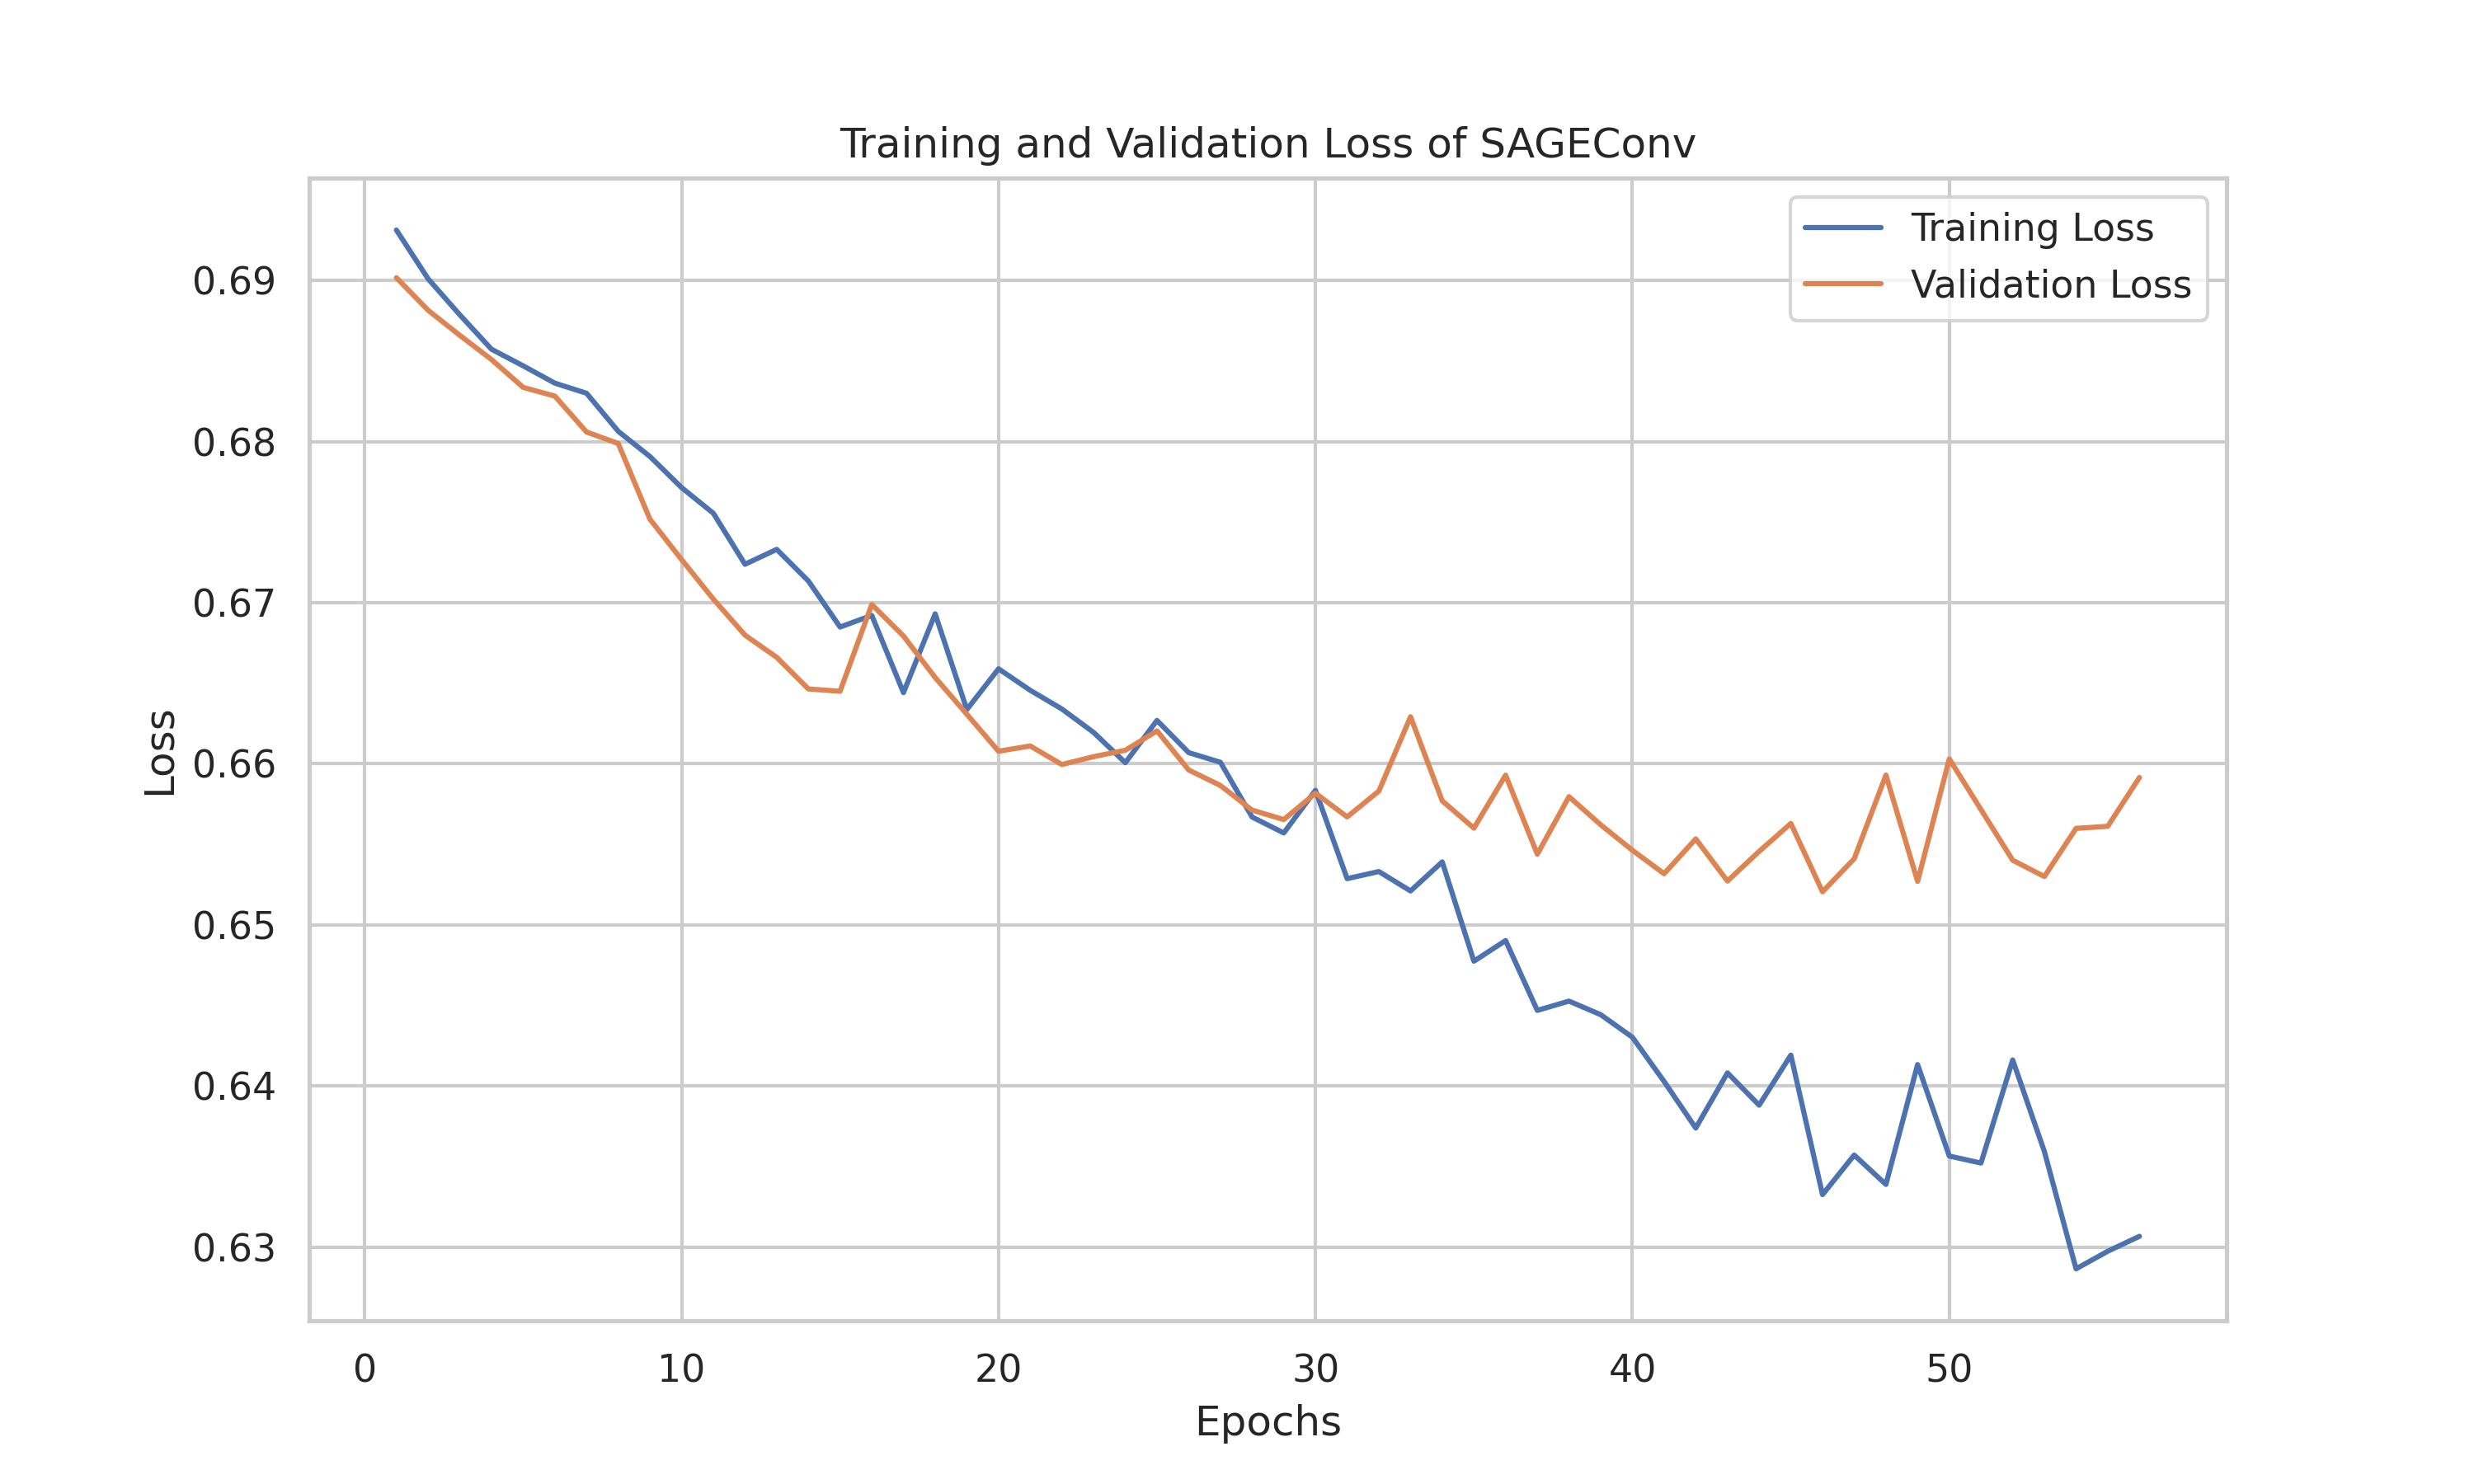 Training and Validation Loss of SAGEConv
Training Loss
Validation Loss
Loss
0.69
0.68
0.67
0.66
0.65
0.64
0.63
0 10 20 30 40 50
Epochs